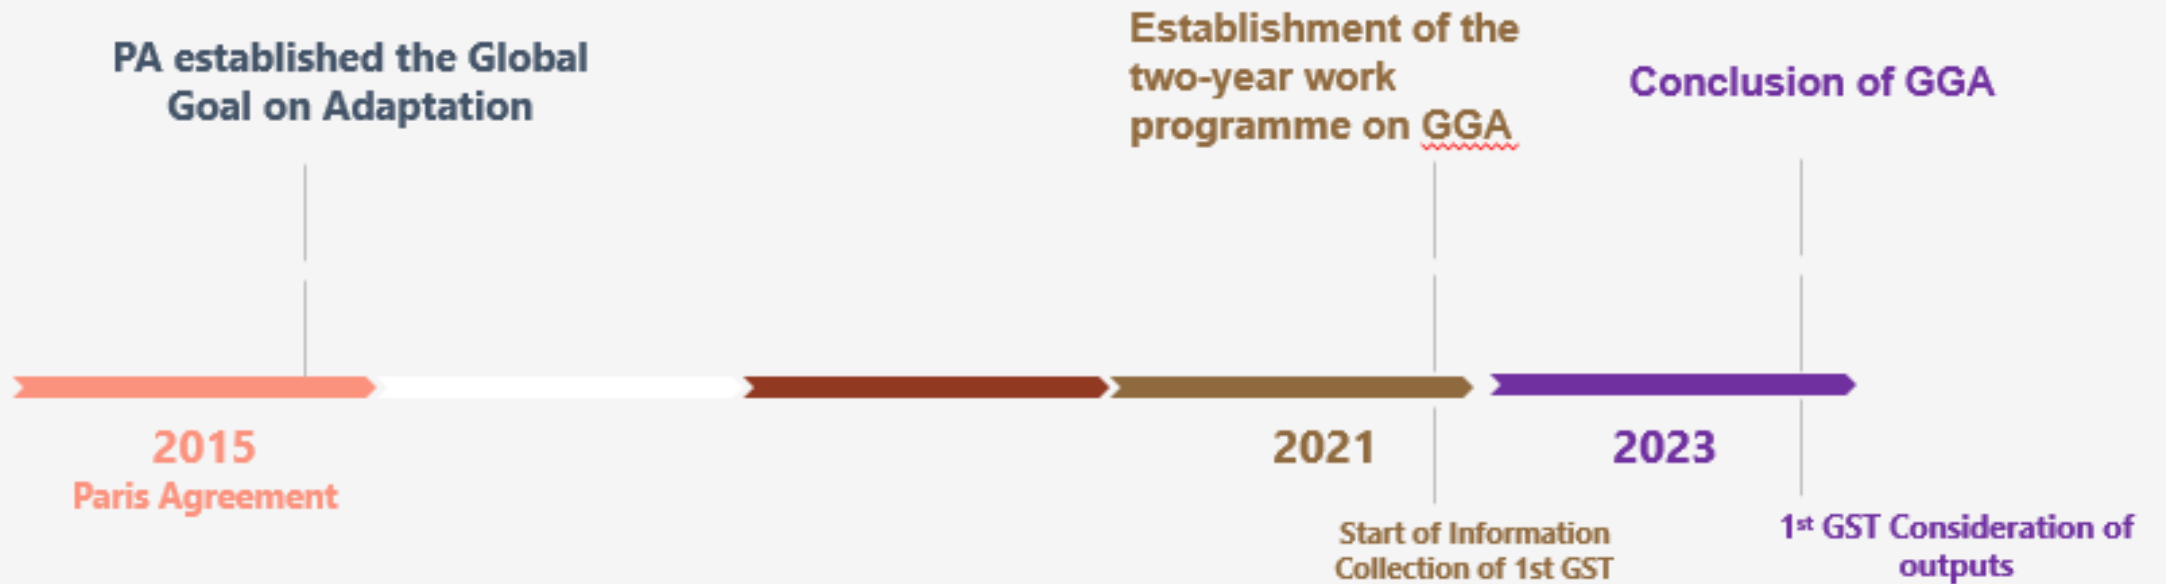 PA established the Global
Goal on Adaptation
Establishment of the
two-year work
programme on GGA
Conclusion of GGA
2015
Paris Agreement
2021
2023
Start of Information
Collection of 1st GST
1st GST Consideration of
outputs